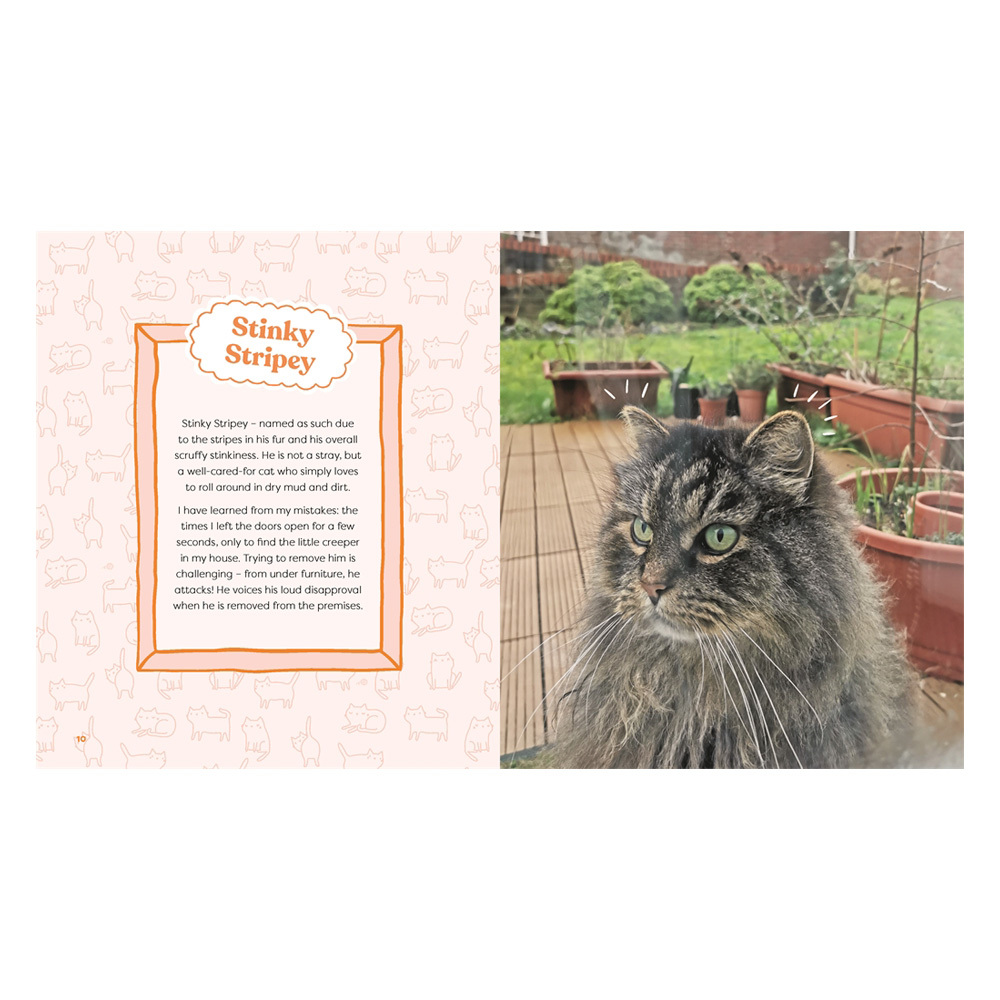 Stinky
Stripey
Stinky Stripey – named as such due
to the stripes in his fur and his overall
scruffy stinkiness. He is not a stray, but
a well-cared-for cat who simply loves
to roll around in dry mud and dirt.
I have learned from my mistakes: the
times I left the doors open for a few
seconds, only to find the little creeper
in my house. Trying to remove him is
challenging – from under furniture, he
attacks! He voices his loud disapproval
when he is removed from the premises.
10